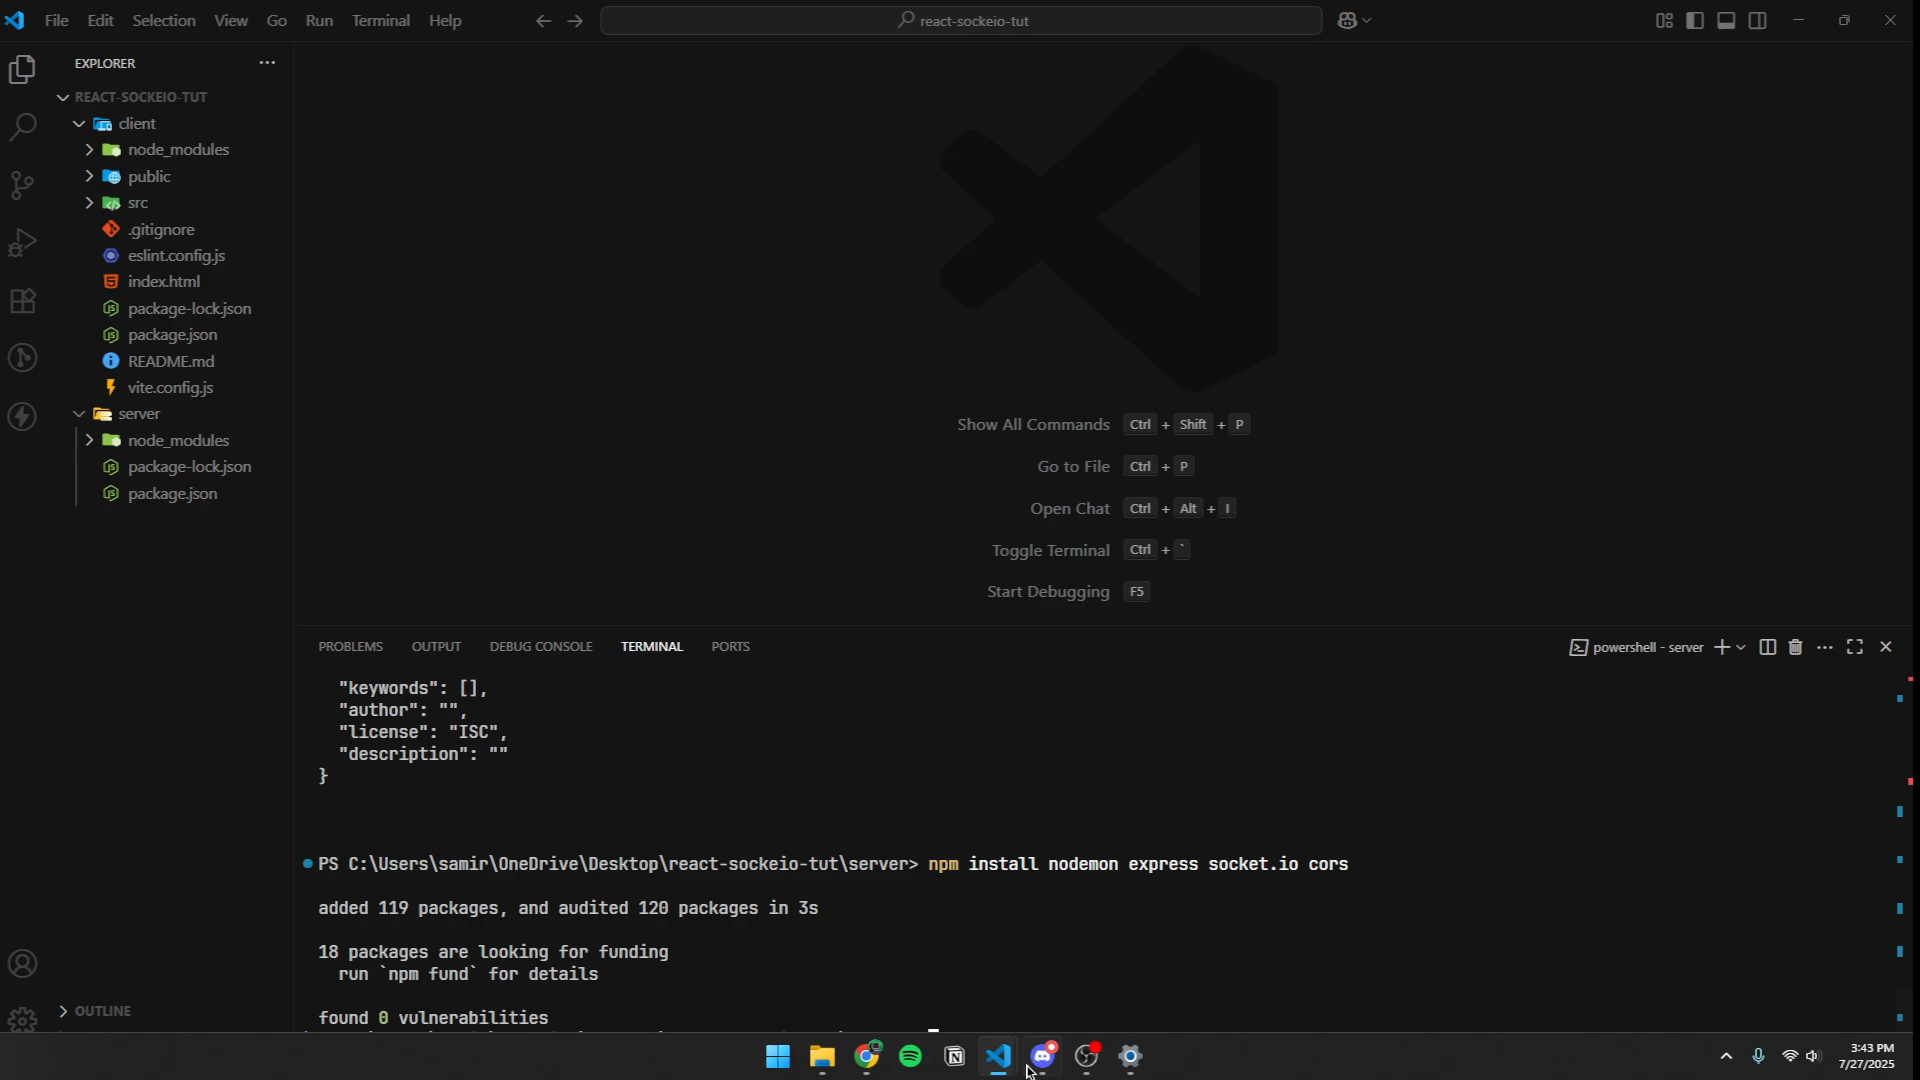 File Edit Selection View Go Run Terminal Help
react-sockeio-tut
EXPLORER
REACT-SOCKEIO-TUT
client
node_modules
public
src
.gitignore
eslint.config.js
index.html
package-lock.json
package.json
README.md
vite.config.js
server
node_modules
package-lock.json
package.json
OUTLINE
Show All Commands Ctrl + Shift + P
Go to File Ctrl + P
Open Chat Ctrl + Alt + I
Toggle Terminal Ctrl + `
Start Debugging F5
PROBLEMS OUTPUT DEBUG CONSOLE TERMINAL PORTS
powershell - server
"keywords": [],
"author": "",
"license": "ISC",
"description": ""
}
PS C:\Users\samir\OneDrive\Desktop\react-sockeio-tut\server> npm install nodemon express socket.io cors
added 119 packages, and audited 120 packages in 3s
18 packages are looking for funding
run `npm fund` for details
found 0 vulnerabilities
3:43 PM
7/27/2025